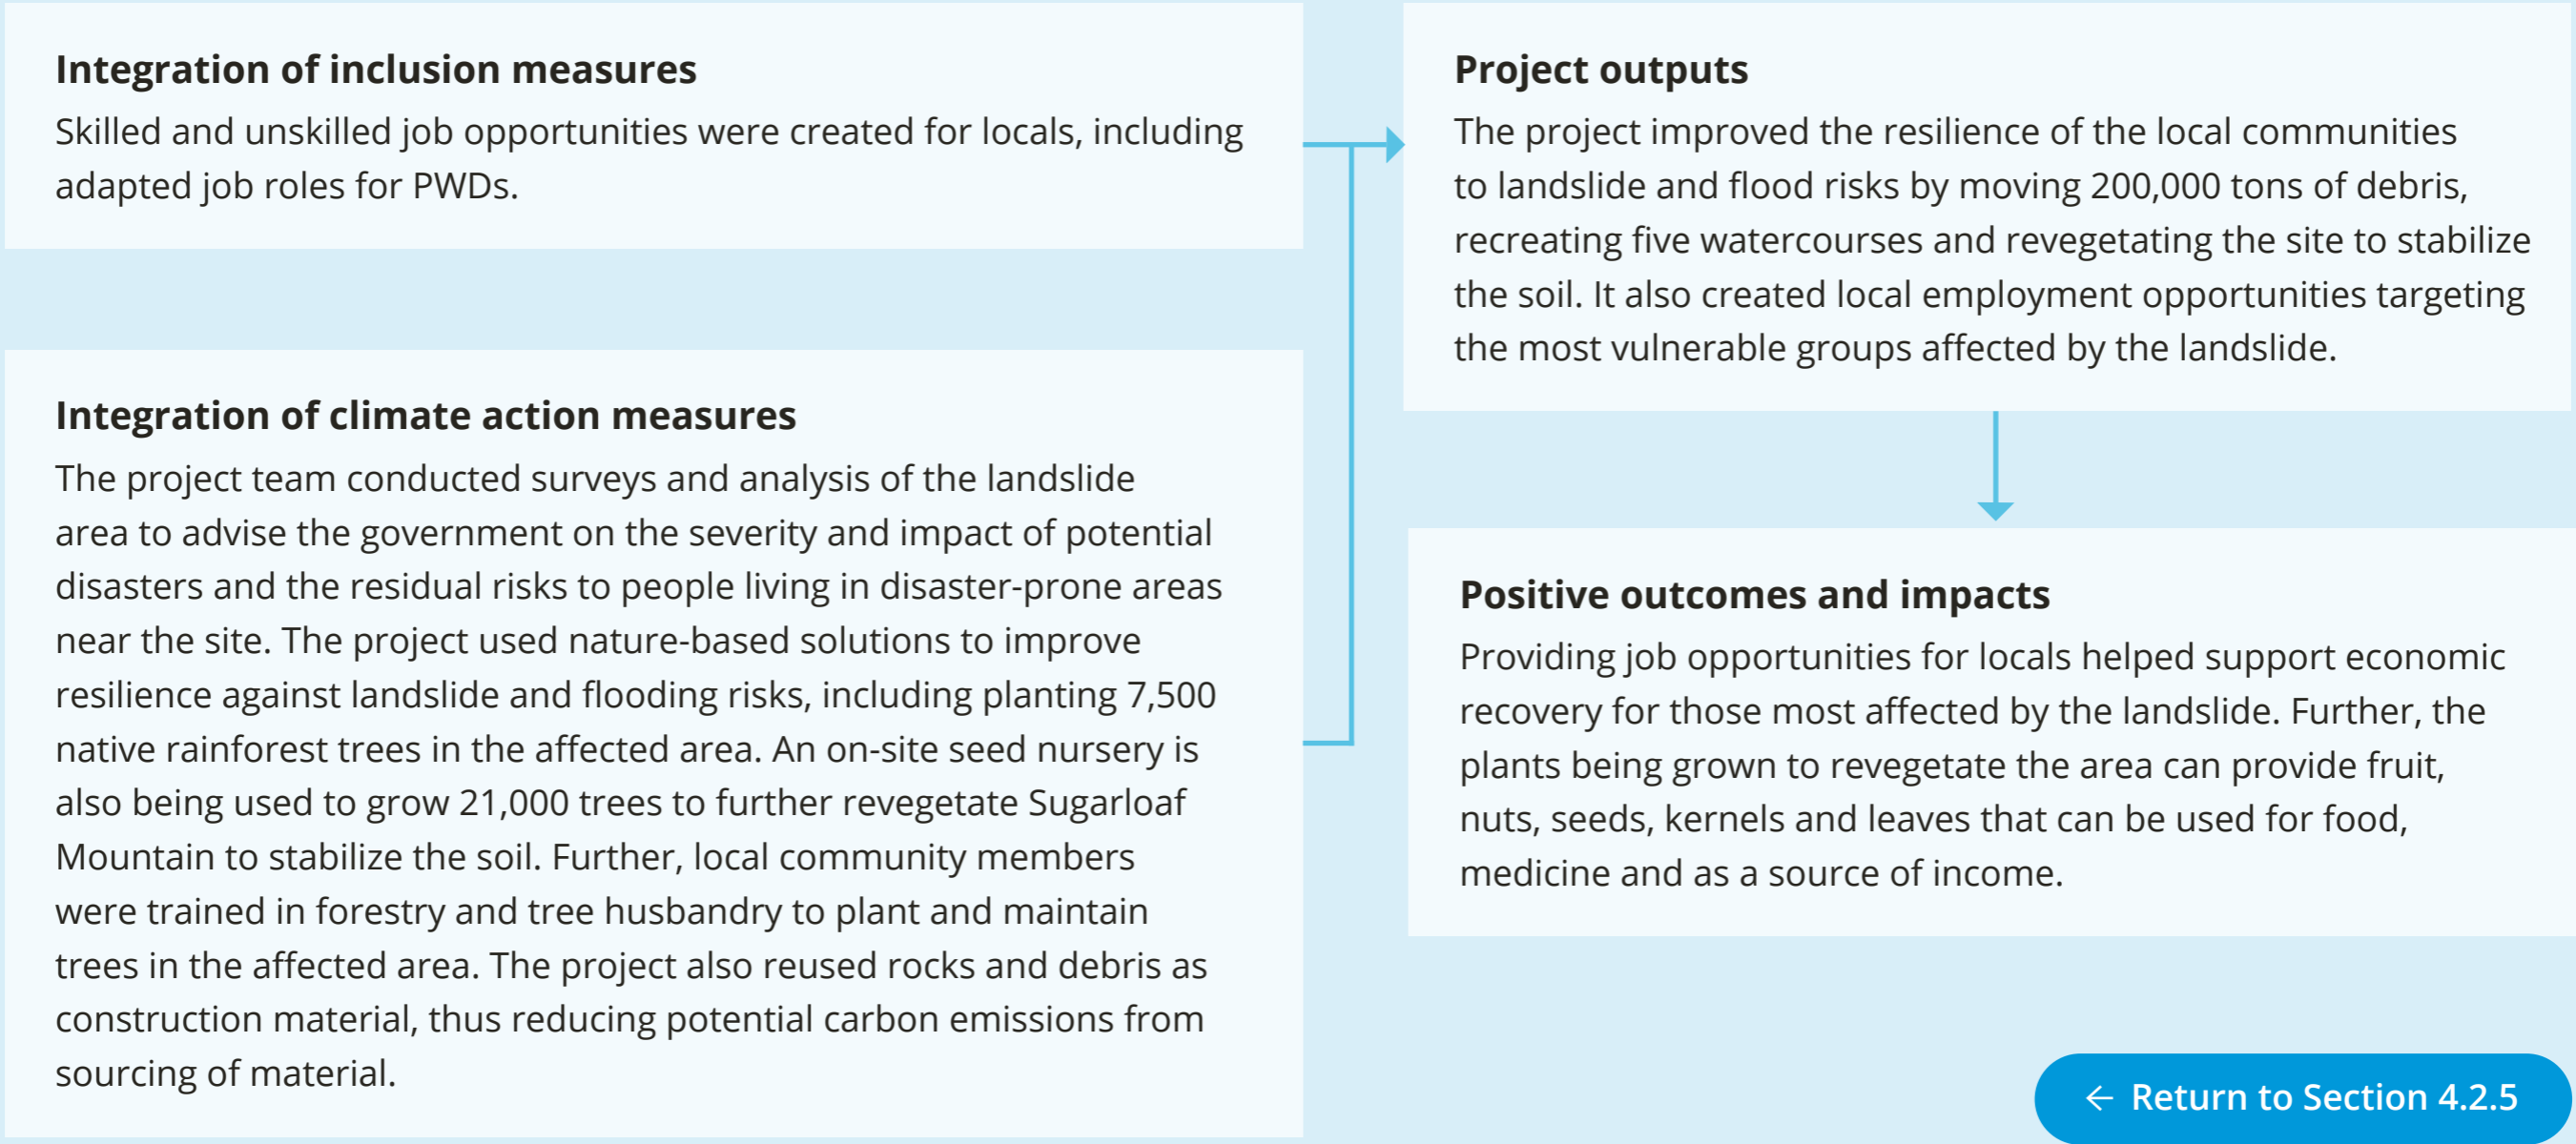 Integration of inclusion measures
Skilled and unskilled job opportunities were created for locals, including
adapted job roles for PWDs.
Integration of climate action measures
The project team conducted surveys and analysis of the landslide
area to advise the government on the severity and impact of potential
disasters and the residual risks to people living in disaster-prone areas
near the site. The project used nature-based solutions to improve
resilience against landslide and flooding risks, including planting 7,500
native rainforest trees in the affected area. An on-site seed nursery is
also being used to grow 21,000 trees to further revegetate Sugarloaf
Mountain to stabilize the soil. Further, local community members
were trained in forestry and tree husbandry to plant and maintain
trees in the affected area. The project also reused rocks and debris as
construction material, thus reducing potential carbon emissions from
sourcing of material.
Project outputs
The project improved the resilience of the local communities
to landslide and flood risks by moving 200,000 tons of debris,
recreating five watercourses and revegetating the site to stabilize
the soil. It also created local employment opportunities targeting
the most vulnerable groups affected by the landslide.
Positive outcomes and impacts
Providing job opportunities for locals helped support economic
recovery for those most affected by the landslide. Further, the
plants being grown to revegetate the area can provide fruit,
nuts, seeds, kernels and leaves that can be used for food,
medicine and as a source of income.
← Return to Section 4.2.5